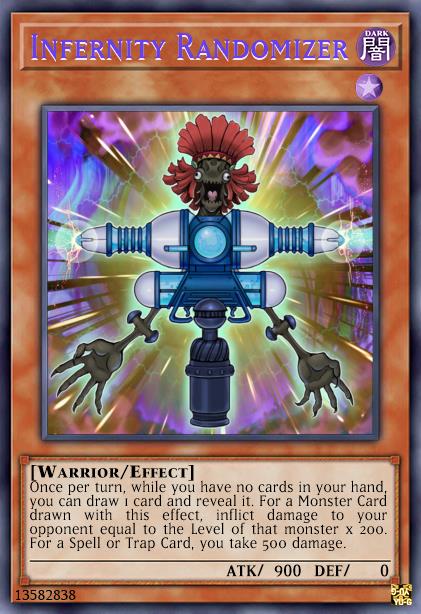 INFERNITY RANDOMIZER
DARK
闇
[WARRIOR/EFFECT]
Once per turn, while you have no cards in your hand,
you can draw 1 card and reveal it. For a Monster Card
drawn with this effect, inflict damage to your
opponent equal to the Level of that monster x 200.
For a Spell or Trap Card, you take 500 damage.
ATK/ 900 DEF/ 0
13582838